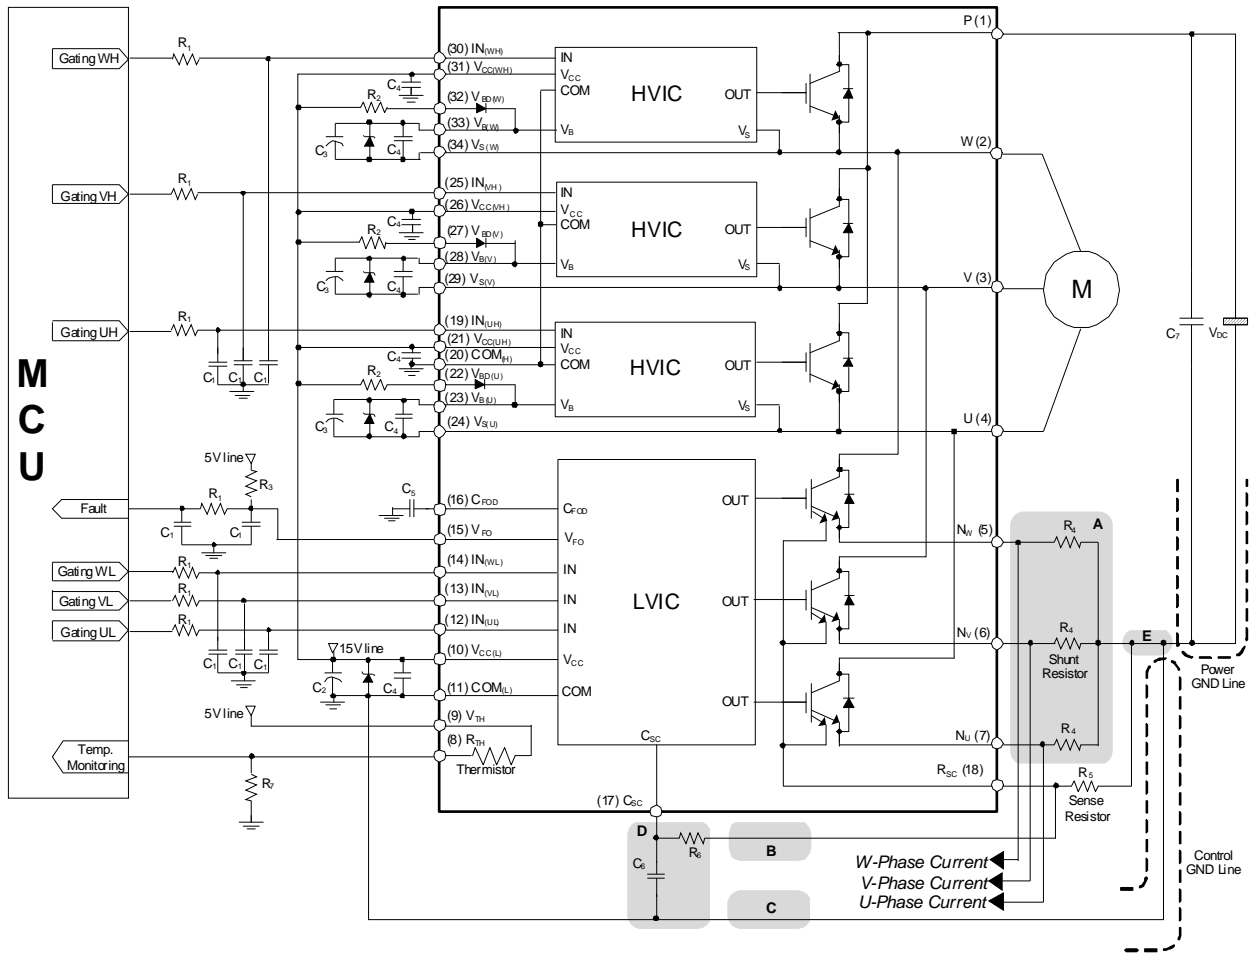 P (1)
Gating WH
R1
(30) IN(WH)
IN
(31) VCC(WH)
VCC
C4
COM
HVIC
OUT
R2
(32) VBD(W)
(33) VB(W)
VB
VS
C3
C4
(34) VS(W)
W (2)
Gating VH
R1
(25) IN(VH)
IN
(26) VCC(VH)
VCC
C4
COM
HVIC
OUT
R2
(27) VBD(V)
(28) VB(V)
VB
VS
C3
C4
(29) VS(V)
V (3)
M
Gating UH
R1
(19) IN(UH)
IN
(21) VCC(UH)
VCC
C4
(20) COM(H)
COM
HVIC
OUT
C7
VDC
C1
C1
C1
R2
(22) VBD(U)
(23) VB(U)
VB
VS
C3
C4
(24) VS(U)
U (4)
M
C
U
5V line
R3
Fault
R1
C1
C1
C5
(16) CFOD
CFOD
OUT
(15) VFO
VFO
NW (5)
R4
A
Gating WL
R1
(14) IN(WL)
IN
Gating VL
R1
(13) IN(VL)
IN
LVIC
OUT
Gating UL
R1
(12) IN(UL)
IN
NV (6)
R4
E
C1
C1
C1
15V line
(10) VCC(L)
VCC
Shunt
Resistor
Power
GND Line
C2
C4
(11) COM(L)
COM
OUT
5V line
(9) VTH
CSC
NU (7)
R4
Temp.
Monitoring
(8) RTH
Thermistor
R7
RSC (18)
R5
Sense
Resistor
(17) CSC
D
R6
B
C6
W-Phase Current
V-Phase Current
U-Phase Current
Control
GND Line
C